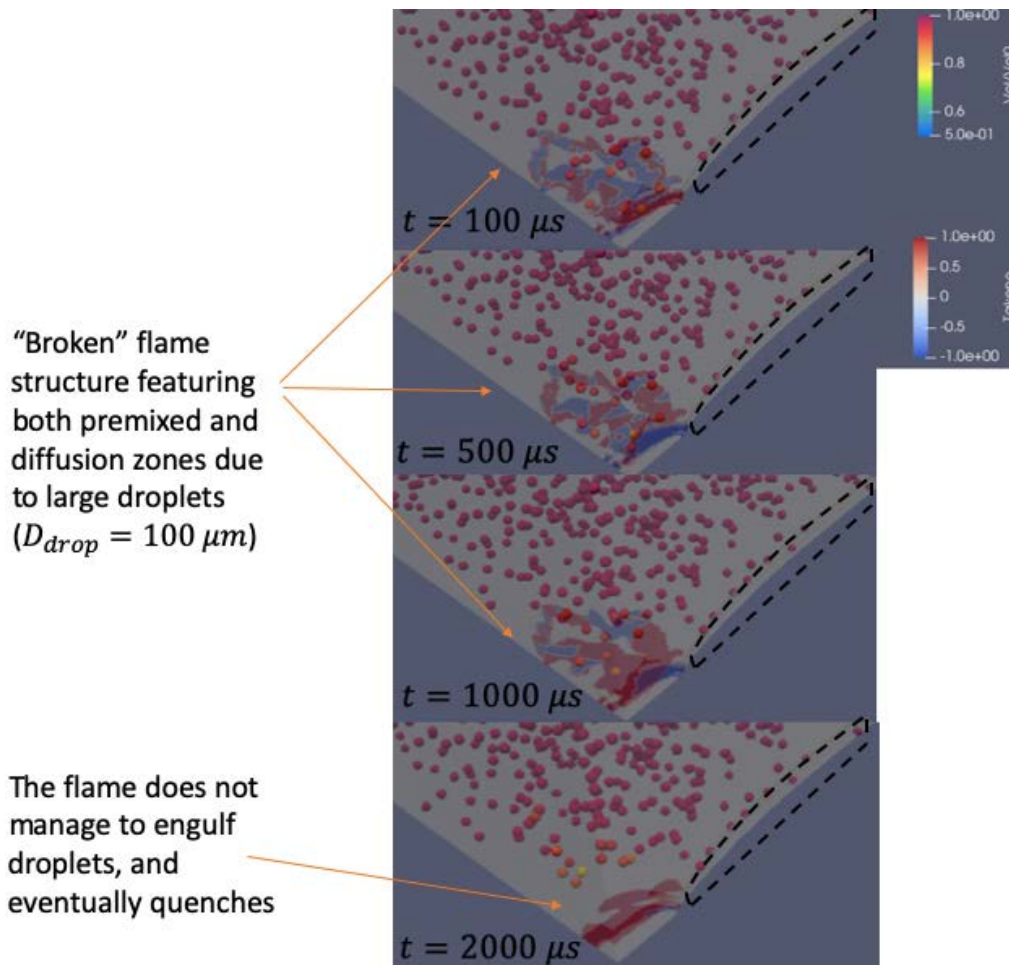 1.0e+00
0.8
0.6
5.0e-01
t = 100 μs
1.0e+00
0.5
0
-0.5
-1.0e+00
"Broken" flame
structure featuring
both premixed and
diffusion zones due
to large droplets
(D_drop = 100 μm)
t = 500 μs
t = 1000 μs
The flame does not
manage to engulf
droplets, and
eventually quenches
t = 2000 μs